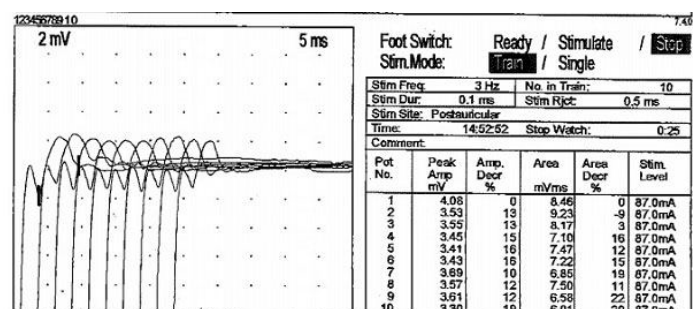 12345678910
7.4.0
2 mV 5 ms
Foot Switch: Ready / Stimulate / Stop
Stim.Mode: Train / Single
Stim Freq: 3 Hz No. in Train: 10
Stim Dur: 0.1 ms Stim Rjct: 0.5 ms
Stim Site: Postauricular
Time: 14:52:52 Stop Watch: 0:25
Comment:
Pot No. Peak Amp mV Amp. Decr % Area mVms Area Decr % Stim. Level
1 4.08 0 8.46 0 87.0mA
2 3.53 13 9.23 -9 87.0mA
3 3.55 13 8.17 3 87.0mA
4 3.45 15 7.10 16 87.0mA
5 3.41 16 7.47 12 87.0mA
6 3.43 16 7.22 15 87.0mA
7 3.69 10 6.85 19 87.0mA
8 3.57 12 7.50 11 87.0mA
9 3.61 12 6.58 22 87.0mA
10 3.30 19